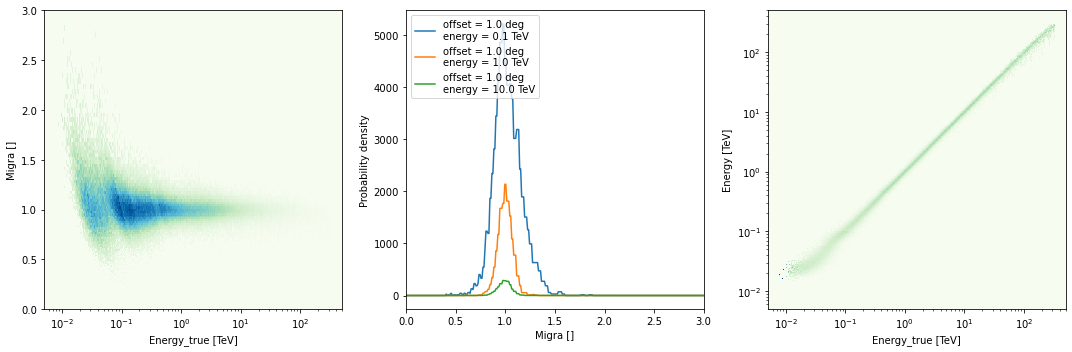 3.0
2.5
2.0
1.5
1.0
0.5
0.0
Migra []
10⁻² 10⁻¹ 10⁰ 10¹ 10²
Energy_true [TeV]
5000
4000
3000
2000
1000
0
Probability density
offset = 1.0 deg
energy = 0.1 TeV
offset = 1.0 deg
energy = 1.0 TeV
offset = 1.0 deg
energy = 10.0 TeV
0.0 0.5 1.0 1.5 2.0 2.5 3.0
Migra []
10²
10¹
10⁰
10⁻¹
10⁻²
Energy [TeV]
10⁻² 10⁻¹ 10⁰ 10¹ 10²
Energy_true [TeV]